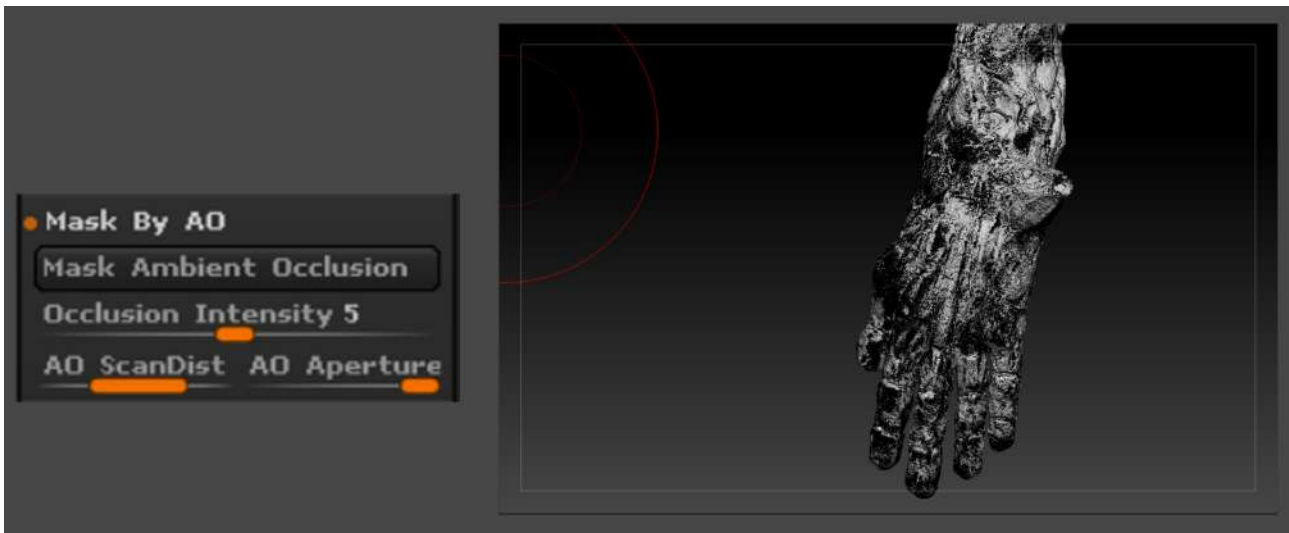 Mask By AO
Mask Ambient Occlusion
Occlusion Intensity 5
AO ScanDist AO Aperture